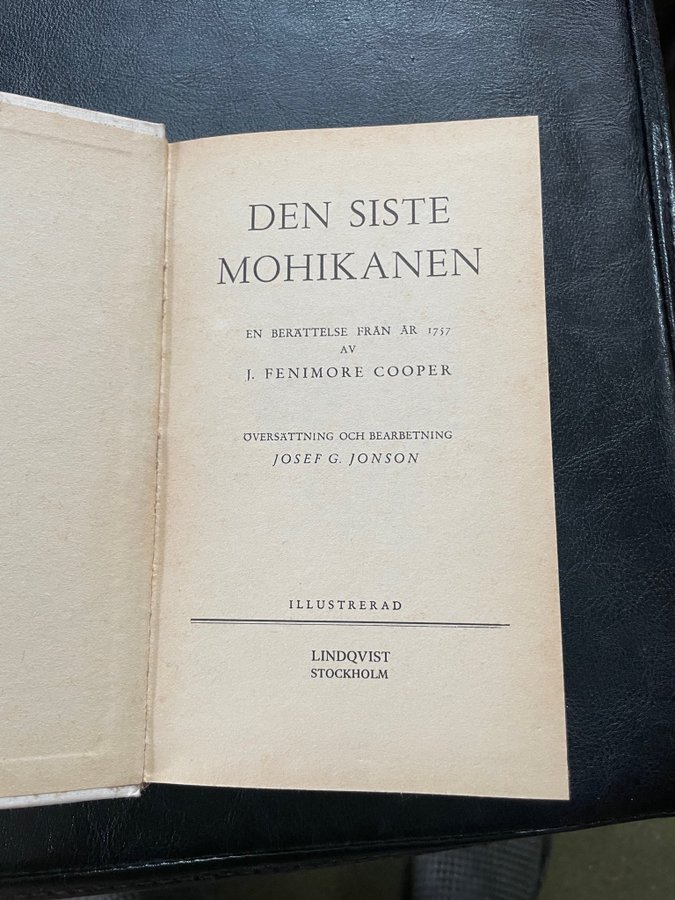 DEN SISTE
MOHIKANEN
EN BERÄTTELSE FRÅN ÅR 1757
AV
J. FENIMORE COOPER
ÖVERSÄTTNING OCH BEARBETNING
JOSEF G. JONSON
ILLUSTRERAD
LINDQVIST
STOCKHOLM